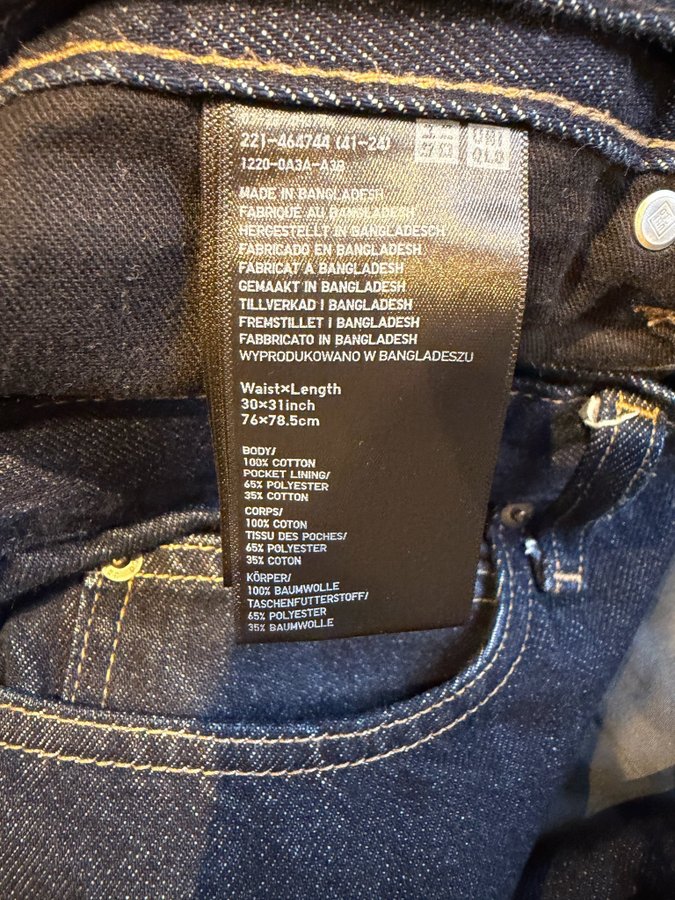 221-464744 (41-24)
1220-0A3A-A3B
UNI
QLO
MADE IN BANGLADESH
FABRIQUE AU BANGLADESH
HERGESTELLT IN BANGLADESCH
FABRICADO EN BANGLADESH
FABRICAT A BANGLADESH
GEMAAKT IN BANGLADESH
TILLVERKAD I BANGLADESH
FREMSTILLET I BANGLADESH
FABBRICATO IN BANGLADESH
WYPRODUKOWANO W BANGLADESZU
Waist×Length
30×31inch
76×78.5cm
BODY/
100% COTTON
POCKET LINING/
65% POLYESTER
35% COTTON
CORPS/
100% COTON
TISSU DES POCHES/
65% POLYESTER
35% COTON
KÖRPER/
100% BAUMWOLLE
TASCHENFUTTERSTOFF/
65% POLYESTER
35% BAUMWOLLE